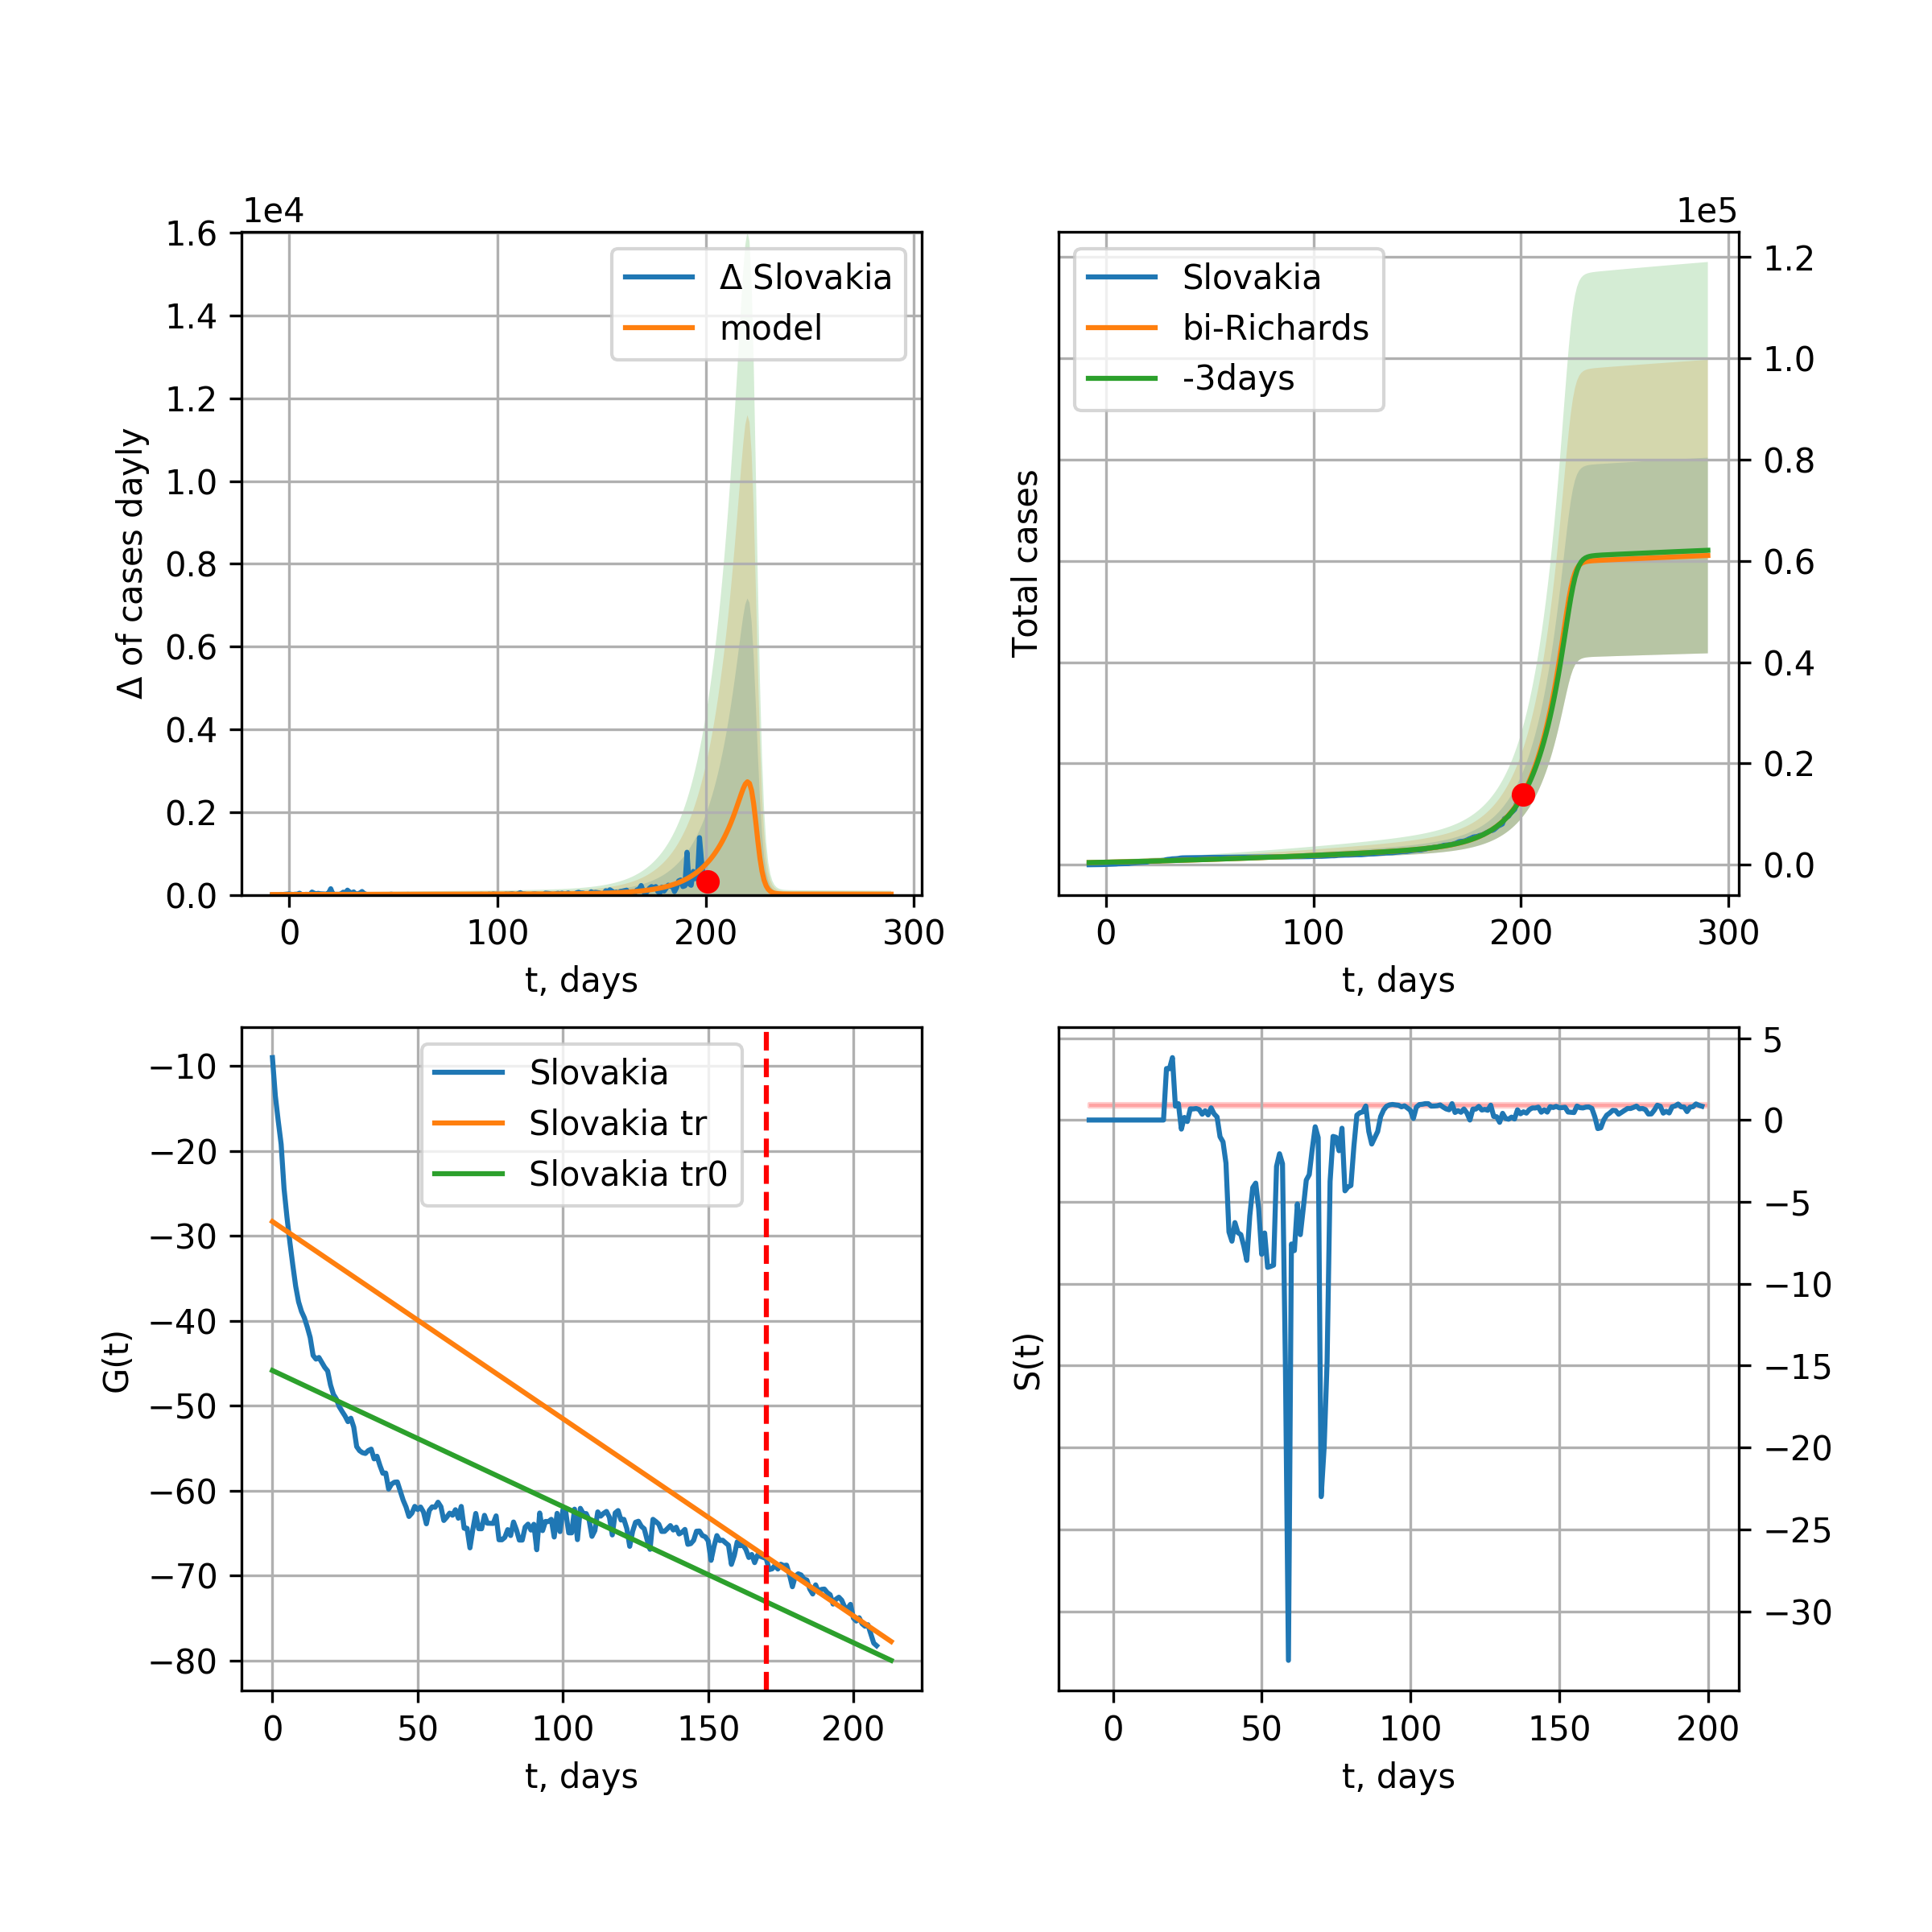 1e4
1.6
1.4
1.2
1.0
0.8
0.6
0.4
0.2
0.0
Δ of cases dayly
Δ Slovakia
model
0
100
200
300
t, days
1e5
Total cases
Slovakia
bi-Richards
-3days
1.2
1.0
0.8
0.6
0.4
0.2
0.0
0
100
200
300
t, days
G(t)
−10
−20
−30
−40
−50
−60
−70
−80
Slovakia
Slovakia tr
Slovakia tr0
0
50
100
150
200
t, days
S(t)
5
0
−5
−10
−15
−20
−25
−30
0
50
100
150
200
t, days